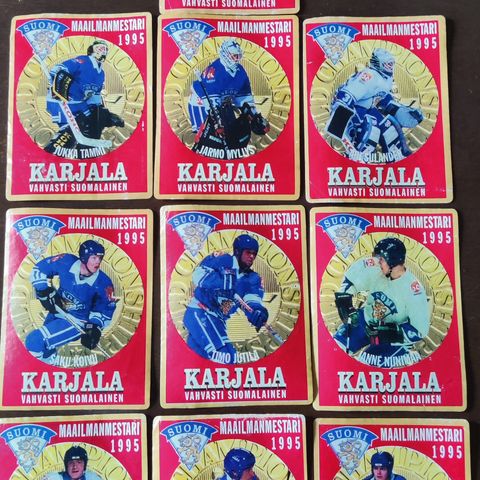 SUOMI MAAILMANMESTARI
1995
JUKKA TAMMI
KARJALA
VAHVASTI SUOMALAINEN
SUOMI MAAILMANMESTARI
1995
JARMO MYLLYS
KARJALA
VAHVASTI SUOMALAINEN
SUOMI MAAILMANMESTARI
1995
SULANDER
KARJALA
VAHVASTI SUOMALAINEN
SUOMI MAAILMANMESTARI
1995
SAKU KOIVU
KARJALA
VAHVASTI SUOMALAINEN
SUOMI MAAILMANMESTARI
1995
TIMO JUTILA
KARJALA
VAHVASTI SUOMALAINEN
SUOMI MAAILMANMESTARI
1995
JANNE NIINIMAA
KARJALA
VAHVASTI SUOMALAINEN
SUOMI MAAILMANMESTARI
1995
SUOMI MAAILMANMESTARI
1995
SUOMI MAAILMANMESTARI
1995